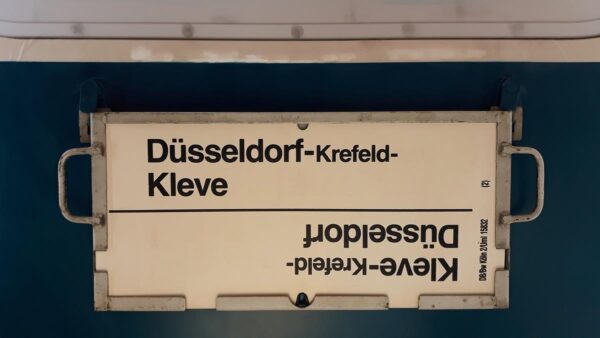 Düsseldorf-Krefeld-
Kleve
Kleve-Krefeld-
Düsseldorf
(2)